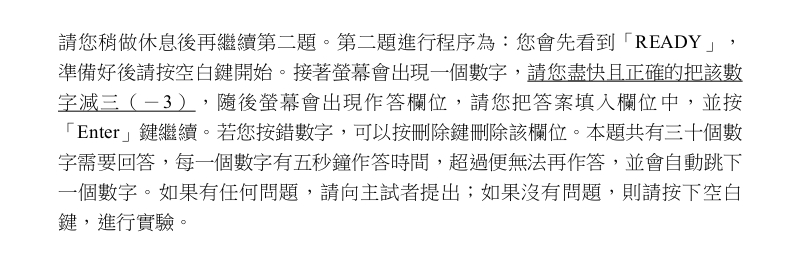 請您稍做休息後再繼續第二題。第二題進行程序為：您會先看到「READY」，
準備好後請按空白鍵開始。接著螢幕會出現一個數字，請您盡快且正確的把該數
字減三（－3），隨後螢幕會出現作答欄位，請您把答案填入欄位中，並按
「Enter」鍵繼續。若您按錯數字，可以按刪除鍵刪除該欄位。本題共有三十個數
字需要回答，每一個數字有五秒鐘作答時間，超過便無法再作答，並會自動跳下
一個數字。如果有任何問題，請向主試者提出；如果沒有問題，則請按下空白
鍵，進行實驗。